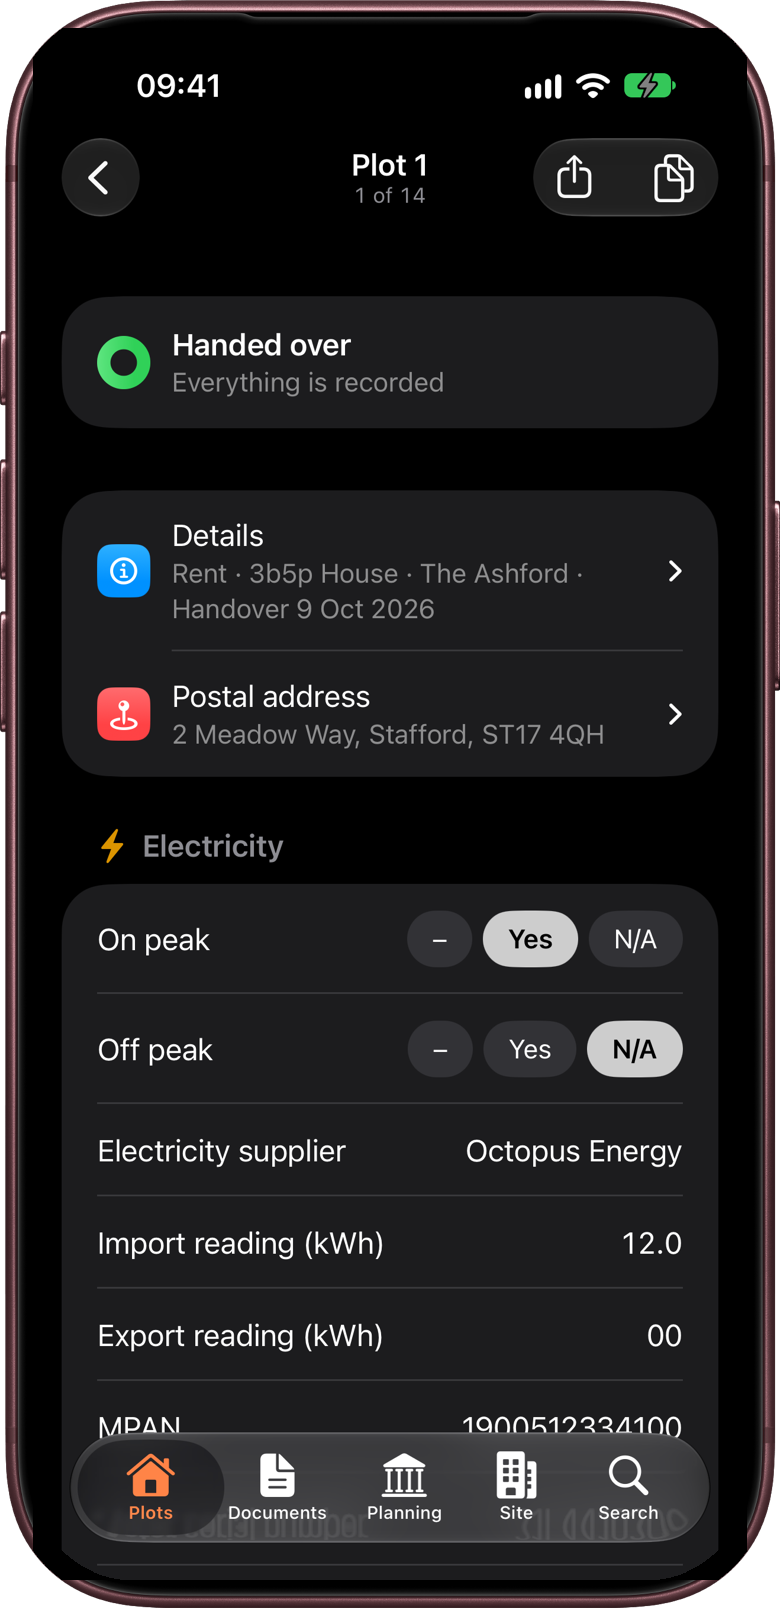 09:41
Plot 1
1 of 14
Handed over
Everything is recorded
Details
Rent · 3b5p House · The Ashford ·
Handover 9 Oct 2026
Postal address
2 Meadow Way, Stafford, ST17 4QH
Electricity
On peak – Yes N/A
Off peak – Yes N/A
Electricity supplier Octopus Energy
Import reading (kWh) 12.0
Export reading (kWh) 00
MPAN 1900512334100
Plots Documents Planning Site Search